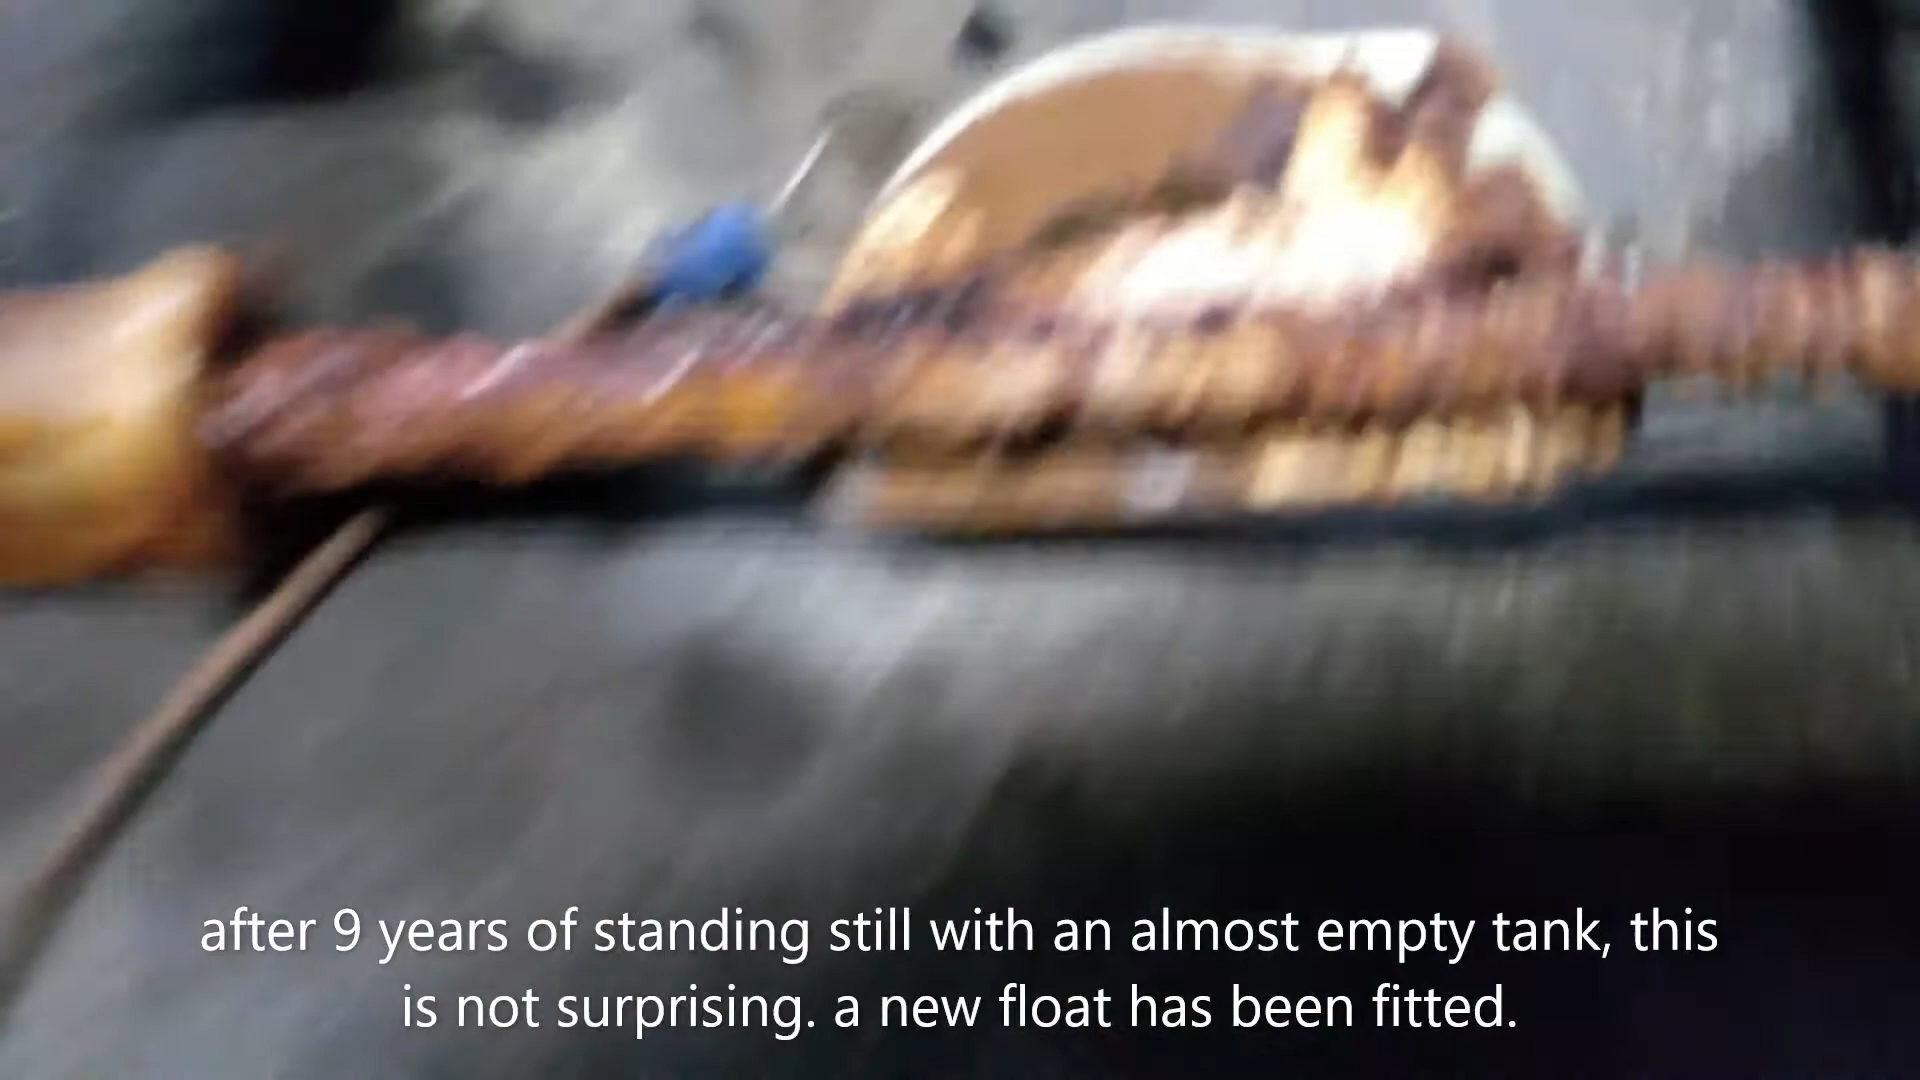 after 9 years of standing still with an almost empty tank, this
is not surprising. a new float has been fitted.